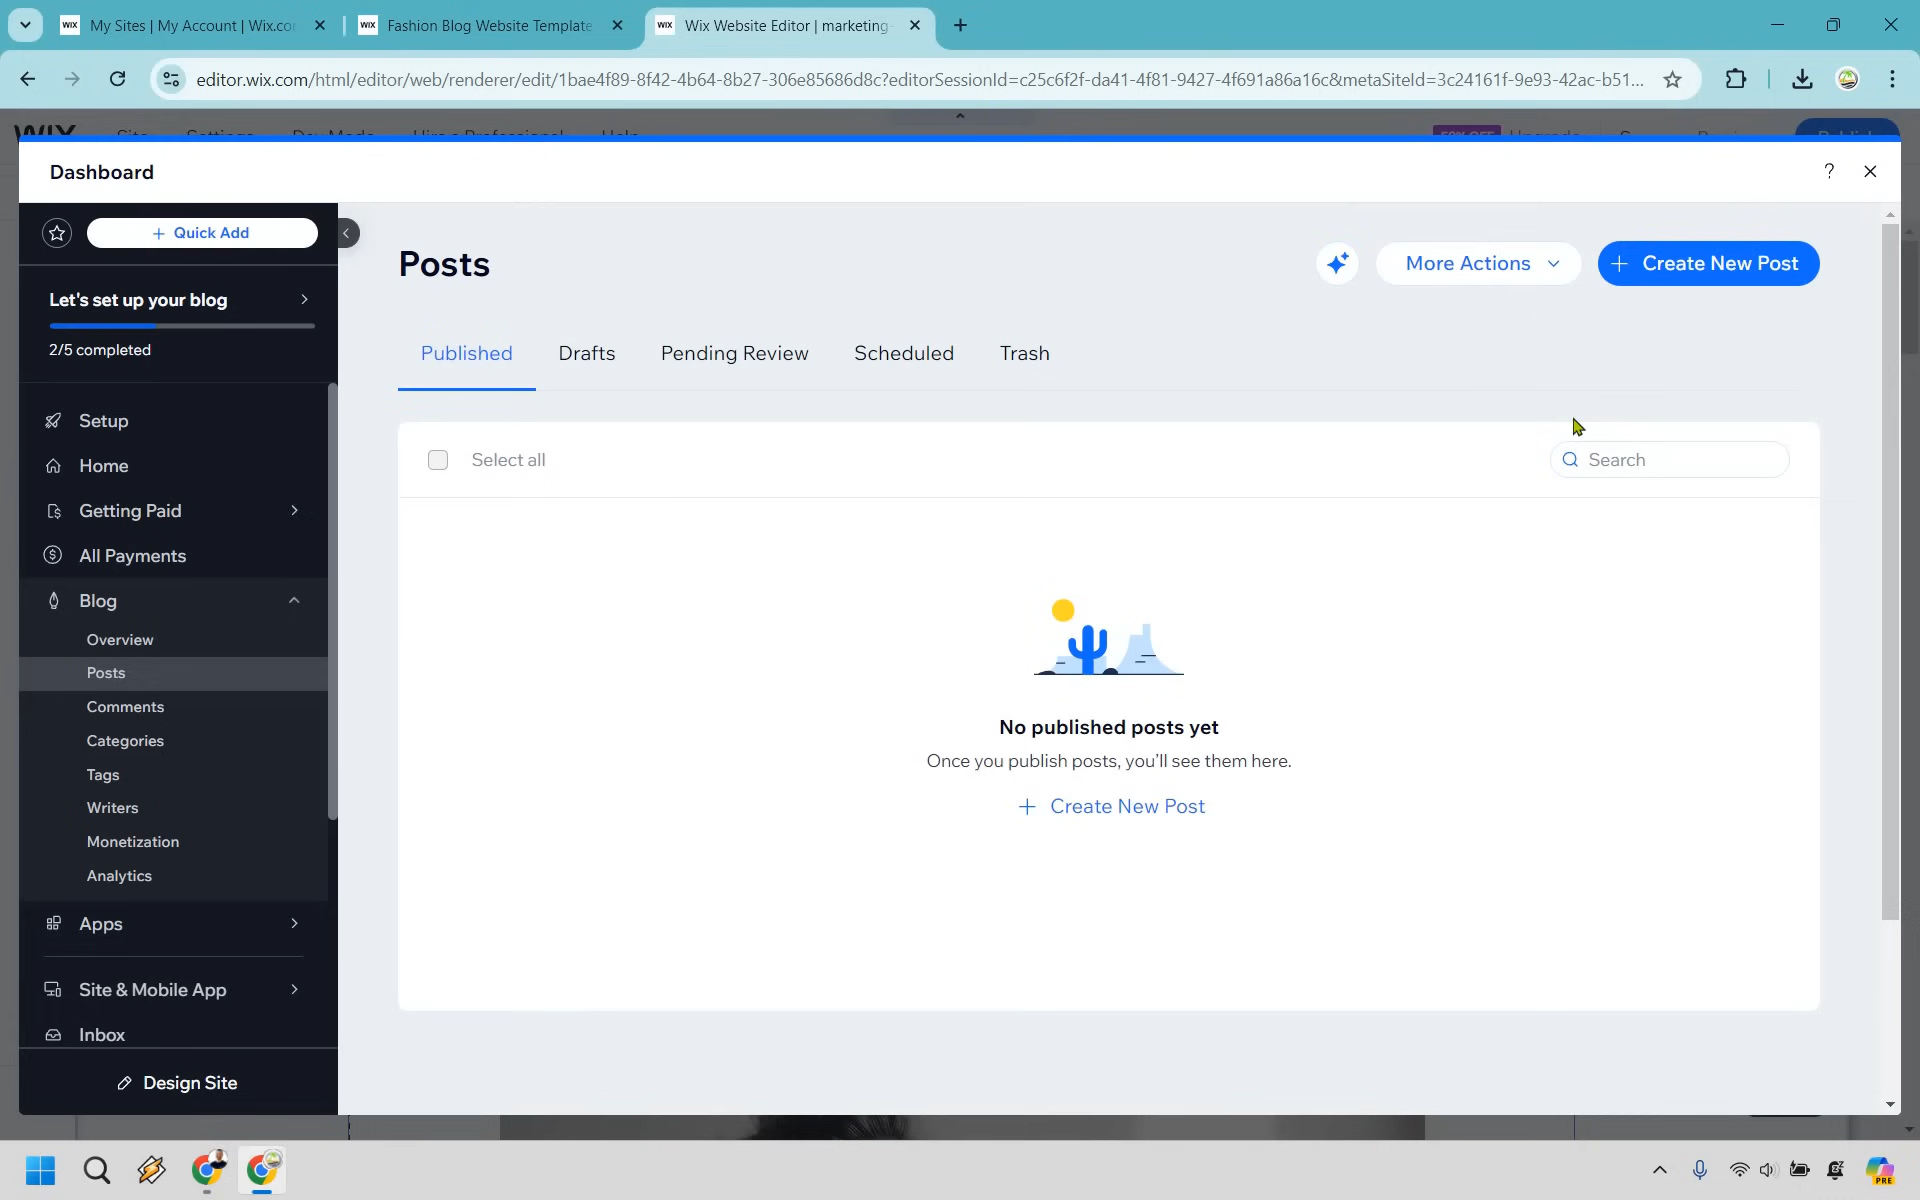 WIX My Sites | My Account | Wix.co
WIX Fashion Blog Website Template
WIX Wix Website Editor | marketing-
editor.wix.com/html/editor/web/renderer/edit/1bae4f89-8f42-4b64-8b27-306e85686d8c?editorSessionId=c25c6f2f-da41-4f81-9427-4f691a86a16c&metaSiteId=3c24161f-9e93-42ac-b51...
Dashboard
?
Quick Add
Let's set up your blog
2/5 completed
Setup
Home
Getting Paid
All Payments
Blog
Overview
Posts
Comments
Categories
Tags
Writers
Monetization
Analytics
Apps
Site & Mobile App
Inbox
Design Site
Posts
More Actions
Create New Post
Published
Drafts
Pending Review
Scheduled
Trash
Select all
Search
No published posts yet
Once you publish posts, you'll see them here.
Create New Post
PRE